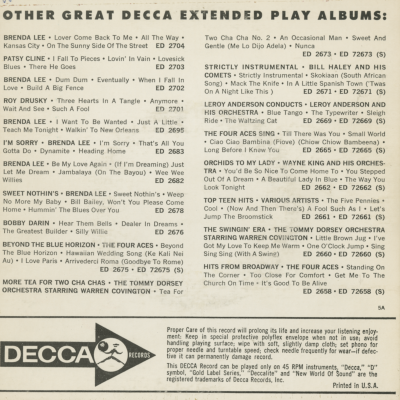 OTHER GREAT DECCA EXTENDED PLAY ALBUMS:
BRENDA LEE • Lover Come Back To Me • All The Way •
Kansas City • On The Sunny Side Of The Street ED 2704
PATSY CLINE • I Fall To Pieces • Lovin' In Vain • Lovesick
Blues • There He Goes ED 2703
BRENDA LEE • Dum Dum • Eventually • When I Fall In
Love • Build A Big Fence ED 2702
ROY DRUSKY • Three Hearts In A Tangle • Anymore •
Wait And See • Such A Fool ED 2701
BRENDA LEE • I Want To Be Wanted • Just A Little •
Teach Me Tonight • Walkin' To New Orleans ED 2695
I'M SORRY • BRENDA LEE • I'm Sorry • That's All You
Gotta Do • Dynamite • Heading Home ED 2683
BRENDA LEE • Be My Love Again • (If I'm Dreaming) Just
Let Me Dream • Jambalaya (On The Bayou) • Wee Wee
Willies ED 2682
SWEET NOTHIN'S • BRENDA LEE • Sweet Nothin's • Weep
No More My Baby • Bill Bailey, Won't You Please Come
Home • Hummin' The Blues Over You ED 2678
BOBBY DARIN • Hear Them Bells • Dealer In Dreams •
The Greatest Builder • Silly Willie ED 2676
BEYOND THE BLUE HORIZON • THE FOUR ACES • Beyond
The Blue Horizon • Hawaiian Wedding Song (Ke Kali Nei
Au) • I Love Paris • Arrivederci Roma (Goodbye To Rome)
ED 2675 • ED 72675 (S)
MORE TEA FOR TWO CHA CHAS • THE TOMMY DORSEY
ORCHESTRA STARRING WARREN COVINGTON • Tea For
Two Cha Cha No. 2 • An Occasional Man • Sweet And
Gentle (Me Lo Dijo Adela) • Nunca
ED 2673 • ED 72673 (S)
STRICTLY INSTRUMENTAL • BILL HALEY AND HIS
COMETS • Strictly Instrumental • Skokiaan (South African
Song) • Mack The Knife • In A Little Spanish Town ('Twas
On A Night Like This) ED 2671 • ED 72671 (S)
LEROY ANDERSON CONDUCTS • LEROY ANDERSON AND
HIS ORCHESTRA • Blue Tango • The Typewriter • Sleigh
Ride • The Waltzing Cat ED 2669 • ED 72669 (S)
THE FOUR ACES SING • Till There Was You • Small World
• Ciao Ciao Bambina (Piove) (Chiow Chiow Bambeena) •
Long Before I Knew You ED 2665 • ED 72665 (S)
ORCHIDS TO MY LADY • WAYNE KING AND HIS ORCHES-
TRA • You'd Be So Nice To Come Home To • You Stepped
Out Of A Dream • A Beautiful Lady In Blue • The Way You
Look Tonight ED 2662 • ED 72662 (S)
TOP TEEN HITS • VARIOUS ARTISTS • The Five Pennies •
Cool • (Now And Then There's) A Fool Such As I • Let's
Jump The Broomstick ED 2661 • ED 72661 (S)
THE SWINGIN' ERA • THE TOMMY DORSEY ORCHESTRA
STARRING WARREN COVINGTON • Little Brown Jug • I've
Got My Love To Keep Me Warm • One O'Clock Jump • Sing
Sing Sing (With A Swing) ED 2660 • ED 72660 (S)
HITS FROM BROADWAY • THE FOUR ACES • Standing On
The Corner • Too Close For Comfort • Get Me To The
Church On Time • It's Good To Be Alive
ED 2658 • ED 72658 (S)
5A
DECCA RECORDS
Proper Care of this record will prolong its life and increase your listening enjoy-
ment: Keep in special protective polyflex envelope when not in use; avoid
marking playing surface; wipe with soft, slightly damp cloth; set phono for
proper needle and turntable speed; check needle frequently for wear—if defec-
tive it can permanently damage record.
This DECCA Record can be played only on 45 RPM instruments, "Decca," "D"
symbol, "Gold Label Series," "Deccalite" and "New World Of Sound" are the
registered trademarks of Decca Records, Inc.
Printed in U.S.A.